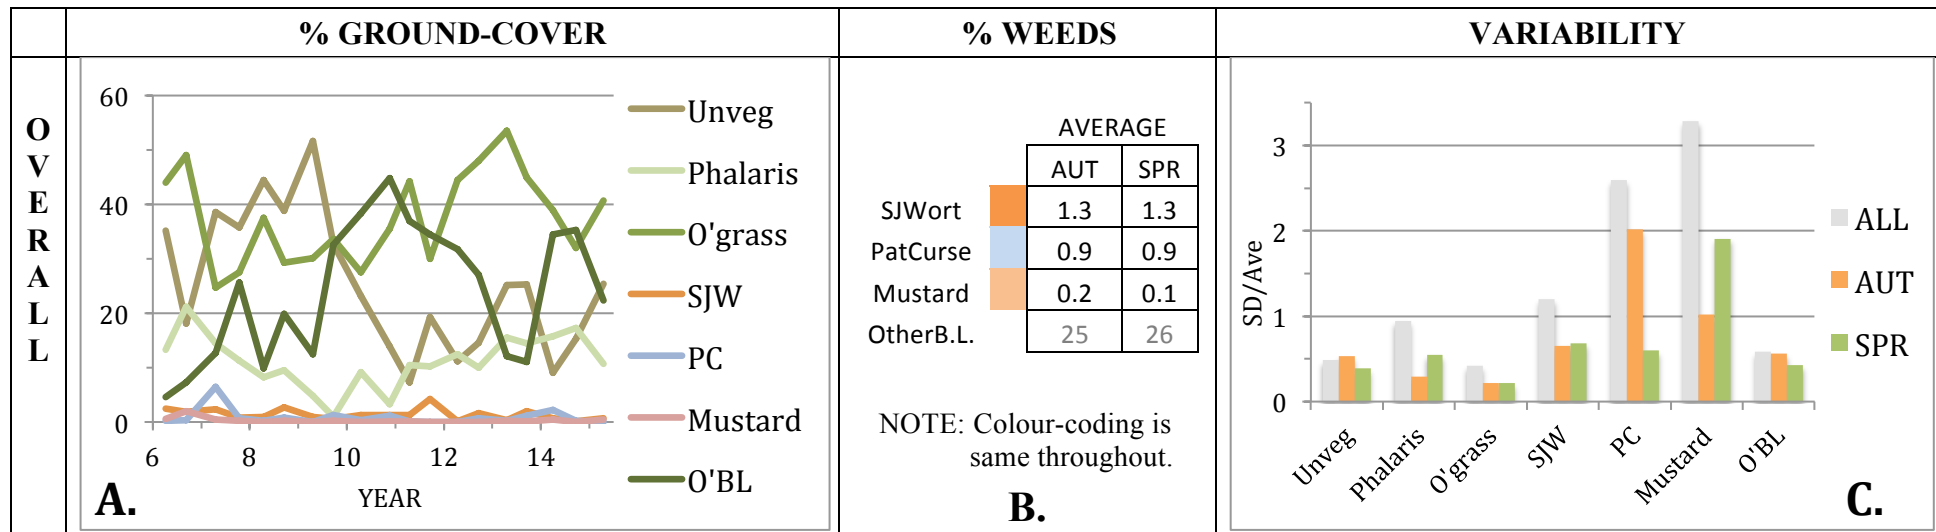 % GROUND-COVER
% WEEDS
VARIABILITY
O
V
E
R
A
L
L
60
40
20
0
6
8
10
12
14
YEAR
Unveg
Phalaris
O'grass
SJW
PC
Mustard
O'BL
A.
AVERAGE
AUT SPR
SJWort 1.3 1.3
PatCurse 0.9 0.9
Mustard 0.2 0.1
OtherB.L. 25 26
NOTE: Colour-coding is
same throughout.
B.
SD/Ave
3
2
1
0
Unveg
Phalaris
O'grass
SJW
PC
Mustard
O'BL
ALL
AUT
SPR
C.